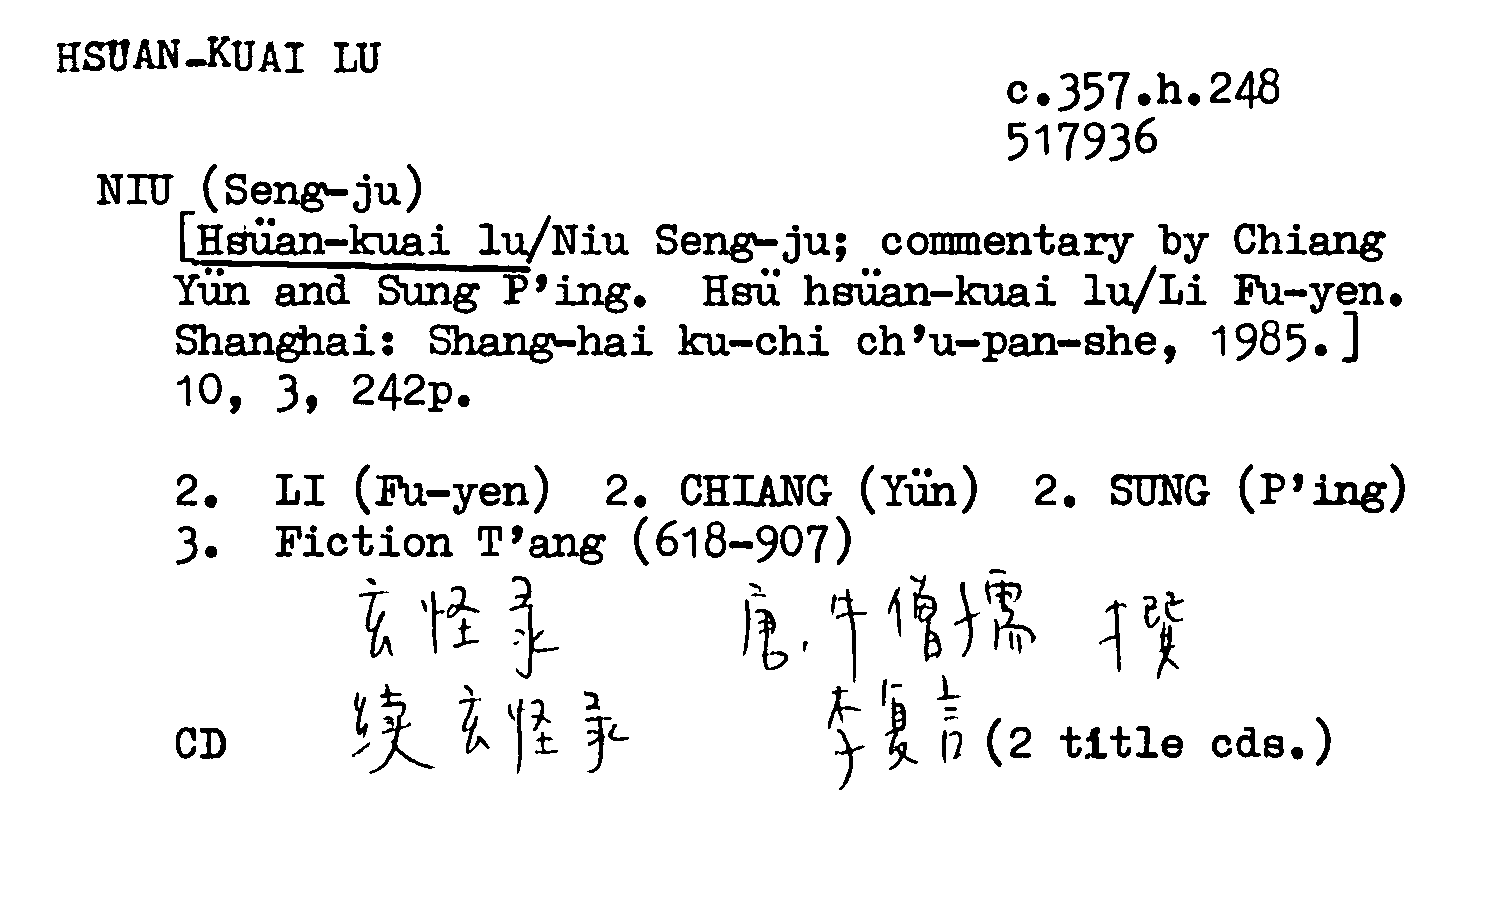 HSUAN-KUAI LU
c.357.h.248
517936
NIU (Seng-ju)
[Hsüan-kuai lu/Niu Seng-ju; commentary by Chiang
Yün and Sung P'ing. Hsü hsüan-kuai lu/Li Fu-yen.
Shanghai: Shang-hai ku-chi ch'u-pan-she, 1985.]
10, 3, 242p.
2. LI (Fu-yen) 2. CHIANG (Yün) 2. SUNG (P'ing)
3. Fiction T'ang (618-907)
玄怪录 唐.牛僧孺 撰
CD 续玄怪录 李复言 (2 title cds.)